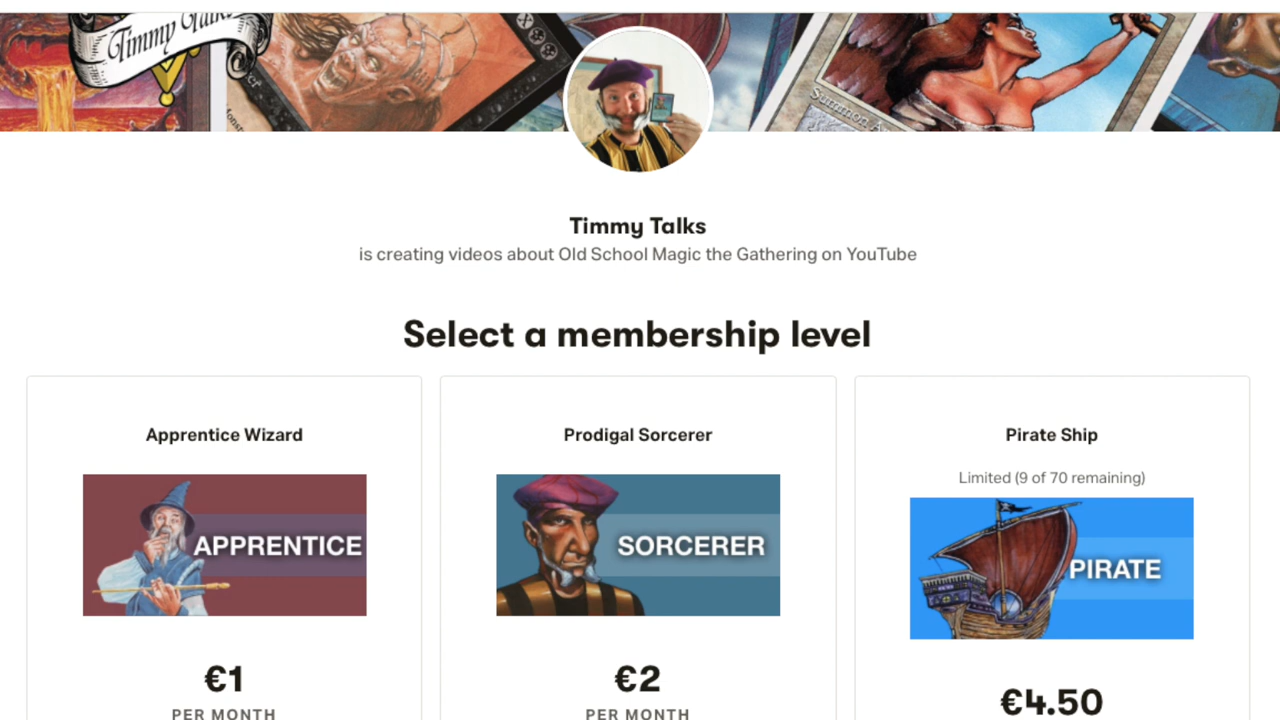 Timmy Talks
Summon A
Timmy Talks
is creating videos about Old School Magic the Gathering on YouTube
Select a membership level
Apprentice Wizard
APPRENTICE
€1
PER MONTH
Prodigal Sorcerer
SORCERER
€2
PER MONTH
Pirate Ship
Limited (9 of 70 remaining)
PIRATE
€4.50